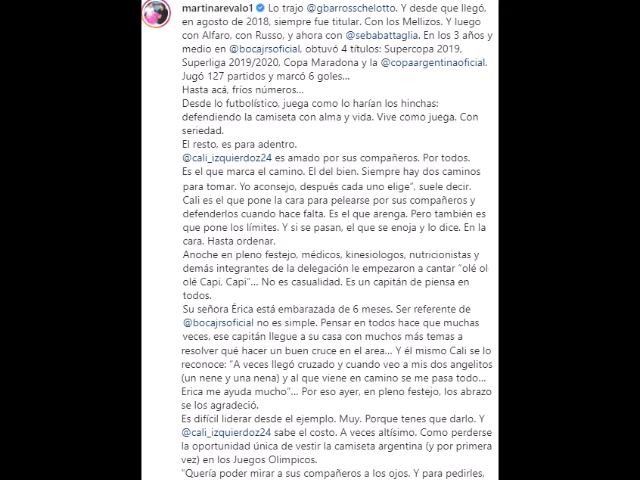 martinarevalo1 Lo trajo @gbarrosschelotto. Y desde que llegó,
en agosto de 2018, siempre fue titular. Con los Mellizos. Y luego
con Alfaro, con Russo, y ahora con @sebabattaglia. En los 3 años y
medio en @bocajrsoficial, obtuvó 4 títulos: Supercopa 2019,
Superliga 2019/2020, Copa Maradona y la @copaargentinaoficial.
Jugó 127 partidos y marcó 6 goles...
Hasta acá, fríos números...
Desde lo futbolístico, juega como lo harían los hinchas:
defendiendo la camiseta con alma y vida. Vive como juega. Con
seriedad.
El resto, es para adentro.
@cali_izquierdoz24 es amado por sus compañeros. Por todos.
Es el que marca el camino. El del bien. Siempre hay dos caminos
para tomar. Yo aconsejo, después cada uno elige", suele decir.
Cali es el que pone la cara para pelearse por sus compañeros y
defenderlos cuando hace falta. Es el que arenga. Pero también es
que pone los límites. Y si se pasan, el que se enoja y lo dice. En la
cara. Hasta ordenar.
Anoche en pleno festejo, médicos, kinesiologos, nutricionistas y
demás integrantes de la delegación le empezaron a cantar "olé ol
olé Capi, Capi"... No es casualidad. Es un capitán de piensa en
todos.
Su señora Érica está embarazada de 6 meses. Ser referente de
@bocajrsoficial no es simple. Pensar en todos hace que muchas
veces, ese capitán llegue a su casa con muchos más temas a
resolver qué hacer un buen cruce en el area... Y él mismo Cali se lo
reconoce: "A veces llegó cruzado y cuando veo a mis dos angelitos
(un nene y una nena) y al que viene en camino se me pasa todo...
Erica me ayuda mucho"... Por eso ayer, en pleno festejo, los abrazo
se los agradeció.
Es difícil liderar desde el ejemplo. Muy. Porque tenes que darlo. Y
@cali_izquierdoz24 sabe el costo. A veces altísimo. Como perderse
la oportunidad única de vestir la camiseta argentina (y por primera
vez) en los Juegos Olimpicos.
"Quería poder mirar a sus compañeros a los ojos. Y para pedirles,